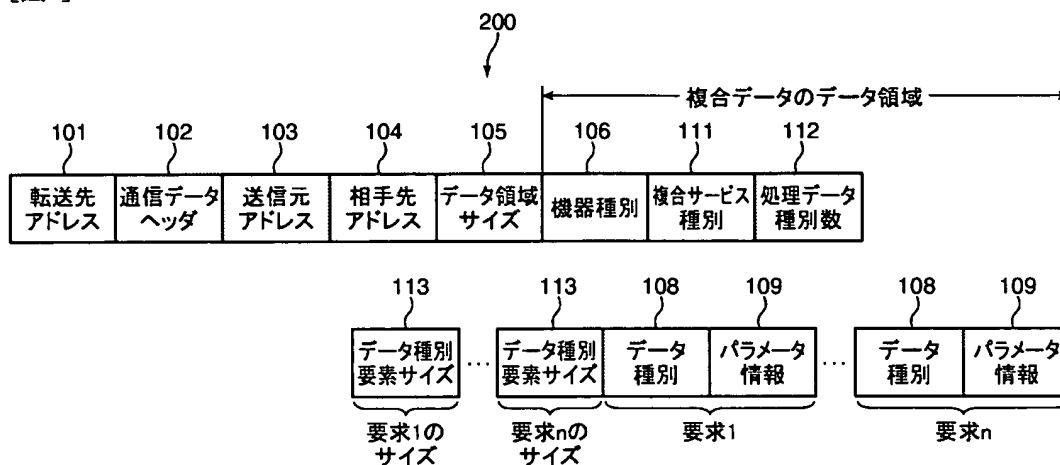 200
複合データのデータ領域
101 102 103 104 105 106 111 112
転送先 通信データ 送信元 相手先 データ領域 機器種別 複合サービス 処理データ
アドレス ヘッダ アドレス アドレス サイズ 種別 種別数
113 113 108 109 108 109
データ種別 … データ種別 データ パラメータ … データ パラメータ
要素サイズ 要素サイズ 種別 情報 種別 情報
要求1の 要求nの 要求1 要求n
サイズ サイズ